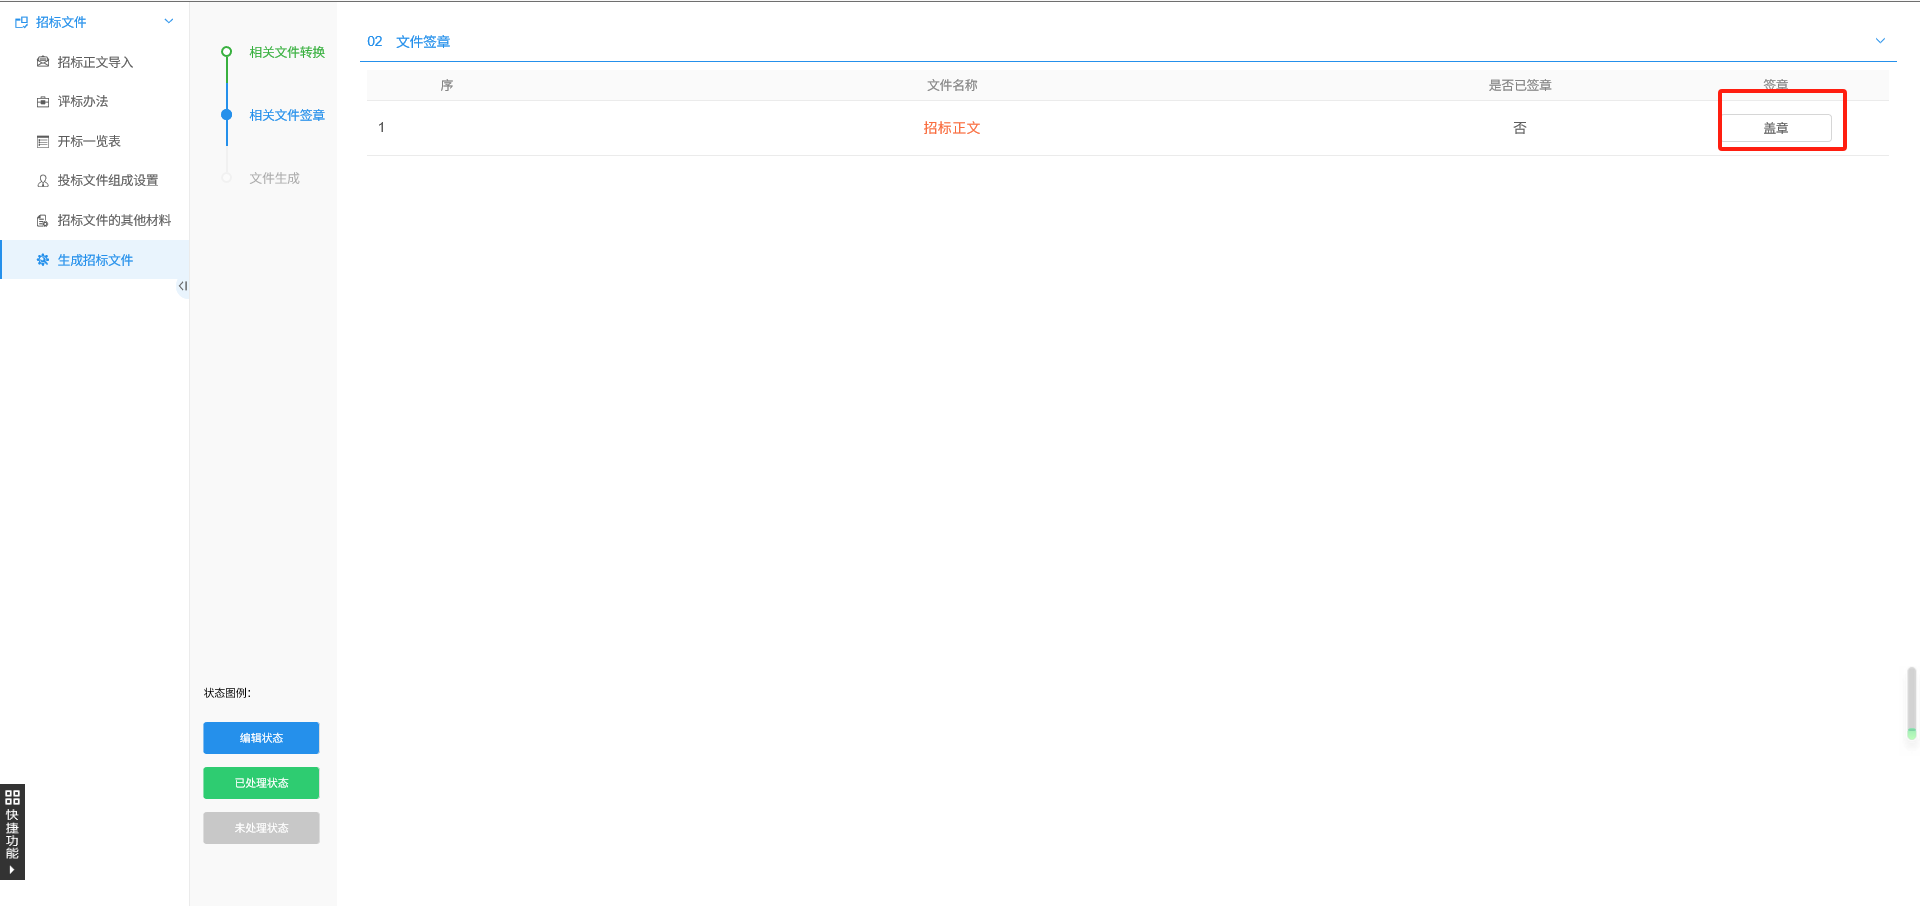 招标文件
招标正文导入
评标办法
开标一览表
投标文件组成设置
招标文件的其他材料
生成招标文件
相关文件转换
相关文件签章
文件生成
状态图例：
编辑状态
已处理状态
未处理状态
快捷功能
02 文件签章
序 文件名称 是否已签章 签章
1 招标正文 否 盖章